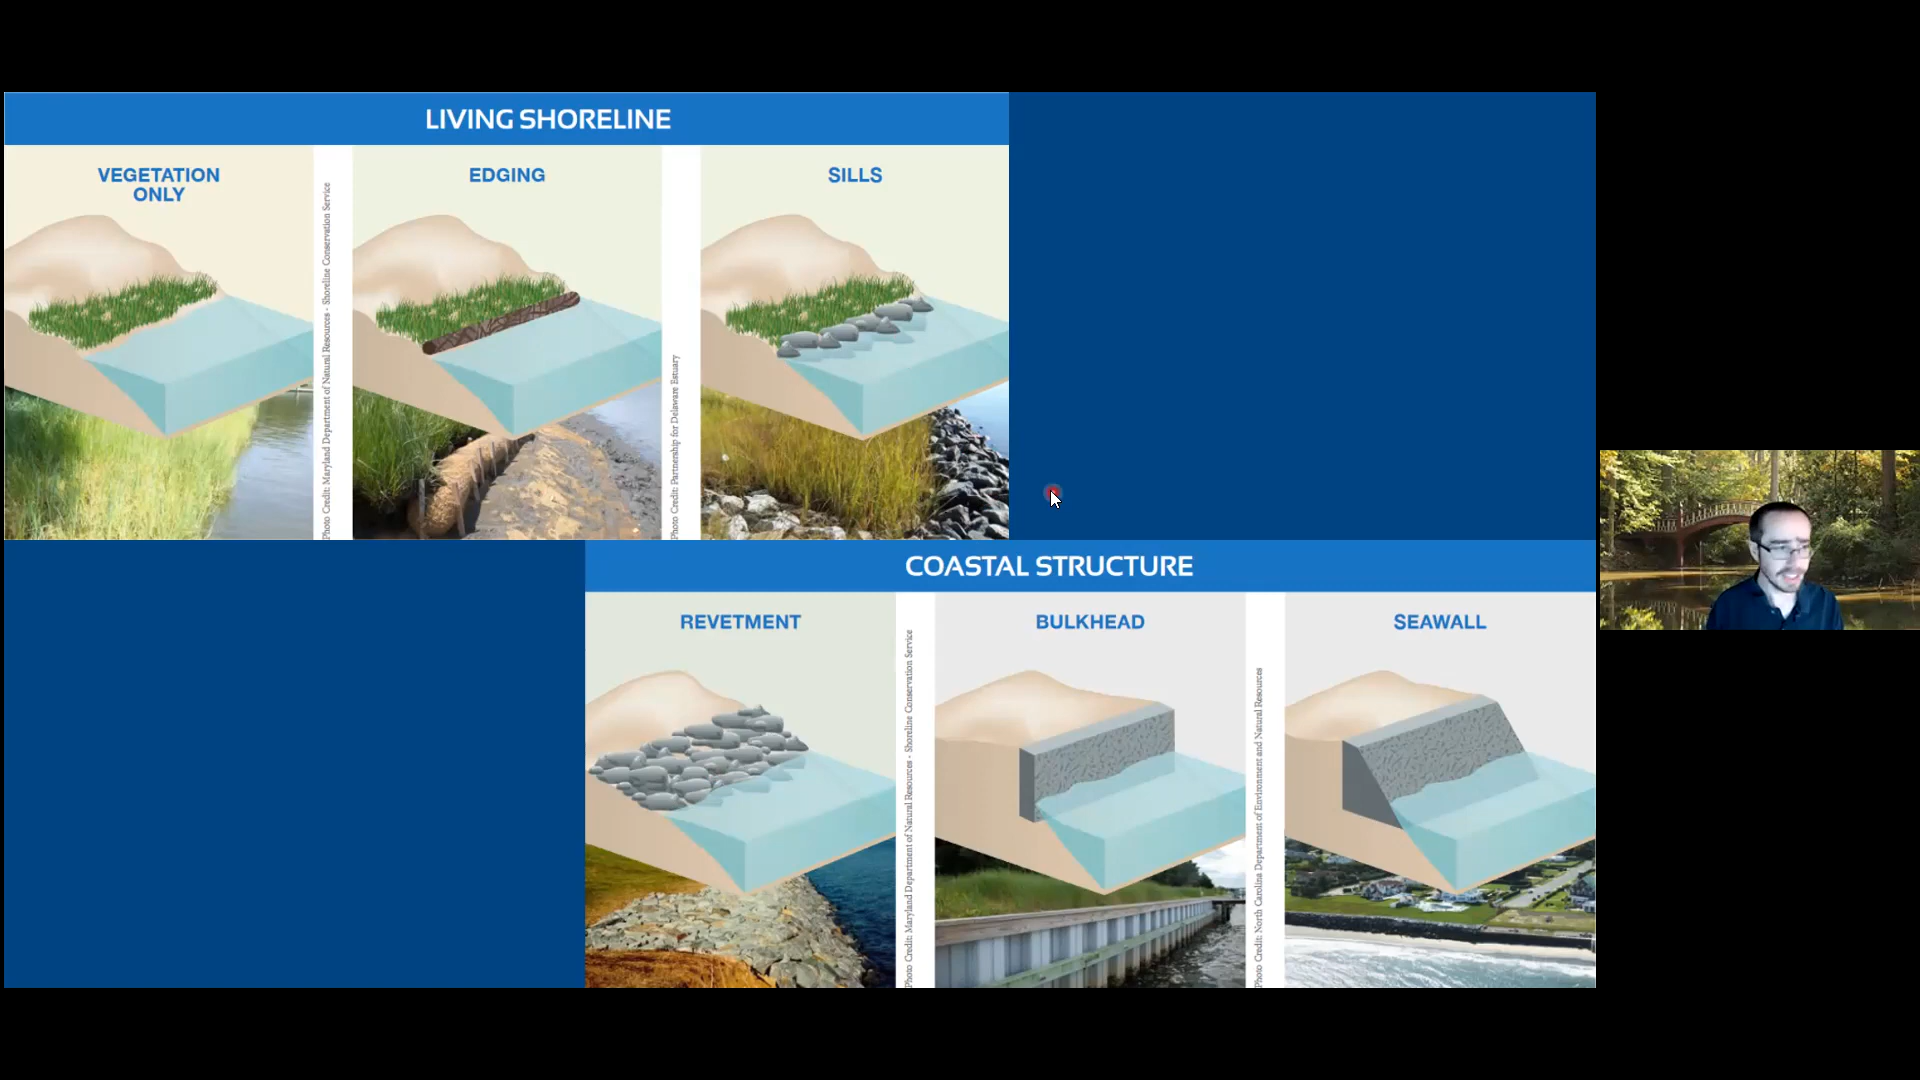 LIVING SHORELINE
VEGETATION
ONLY
Photo Credit: Maryland Department of Natural Resources - Shoreline Conservation Service
EDGING
Photo Credit: Partnership for Delaware Estuary
SILLS
COASTAL STRUCTURE
REVETMENT
Photo Credit: Maryland Department of Natural Resources - Shoreline Conservation Service
BULKHEAD
Photo Credit: North Carolina Department of Environment and Natural Resources
SEAWALL